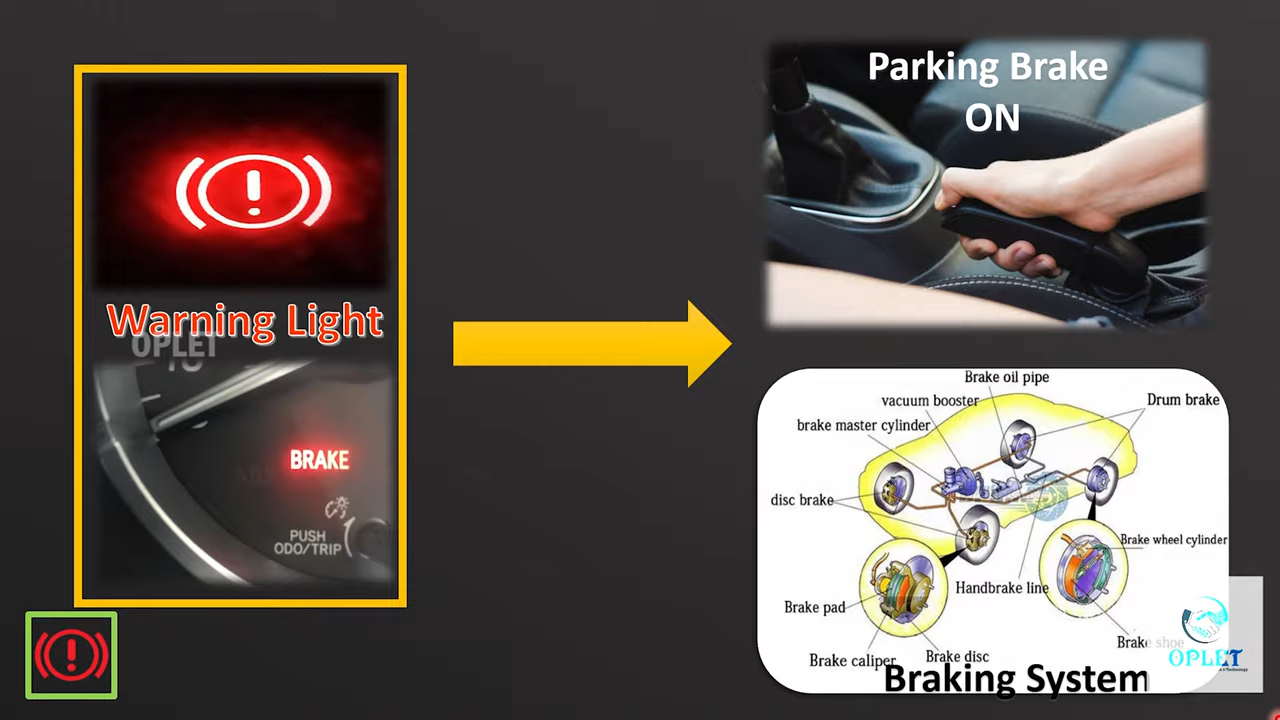 Warning Light
OPLET
BRAKE
PUSH
ODO/TRIP
Parking Brake
ON
Brake oil pipe
vacuum booster
Drum brake
brake master cylinder
disc brake
Brake wheel cylinder
Handbrake line
Brake pad
Brake shoe
Brake caliper
Brake disc
Braking System
OPLET